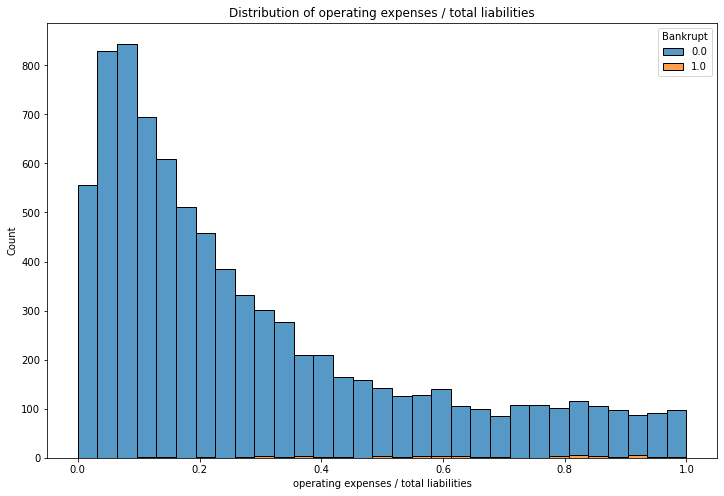 Distribution of operating expenses / total liabilities
Bankrupt
0.0
1.0
800
700
600
500
400
300
200
100
0
Count
0.0 0.2 0.4 0.6 0.8 1.0
operating expenses / total liabilities